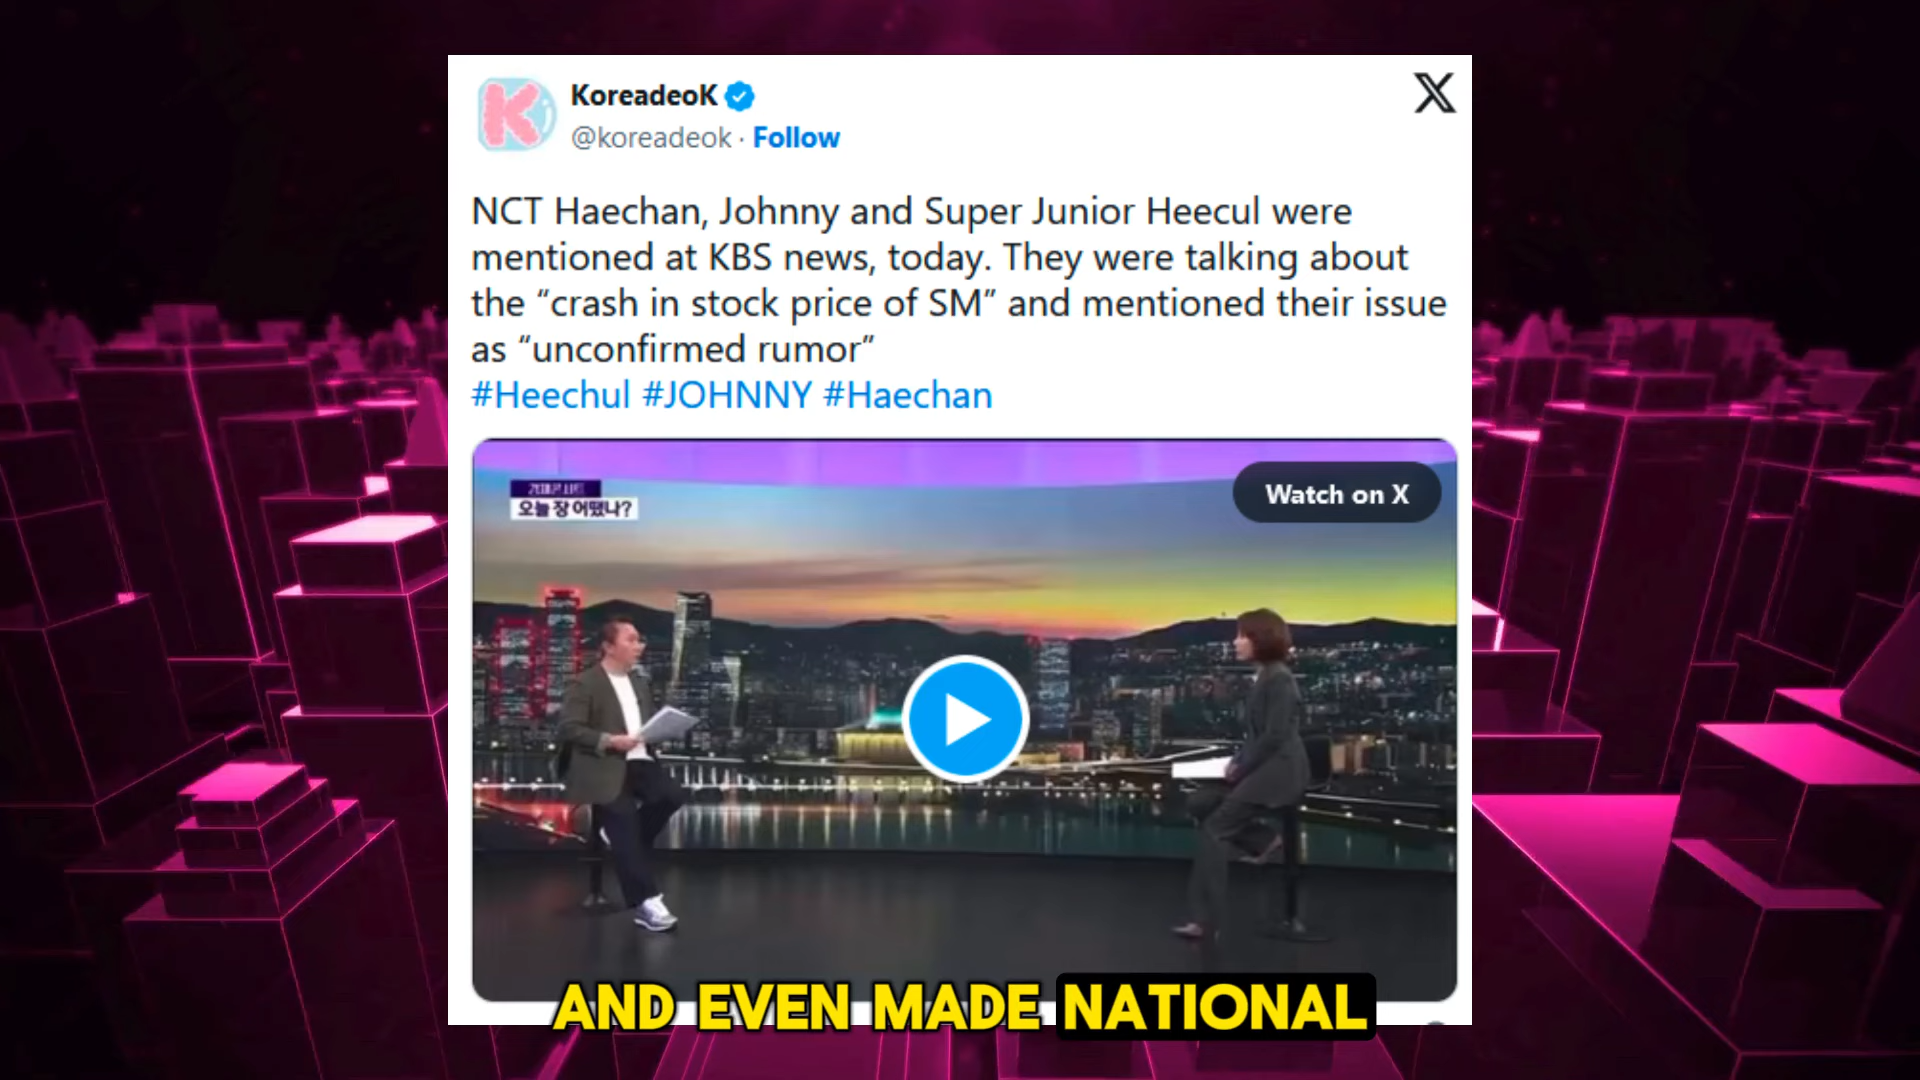 KoreadeoK
@koreadeok · Follow
NCT Haechan, Johnny and Super Junior Heecul were
mentioned at KBS news, today. They were talking about
the “crash in stock price of SM” and mentioned their issue
as “unconfirmed rumor”
#Heechul #JOHNNY #Haechan
오늘 장 어땠나?
Watch on X
AND EVEN MADE NATIONAL